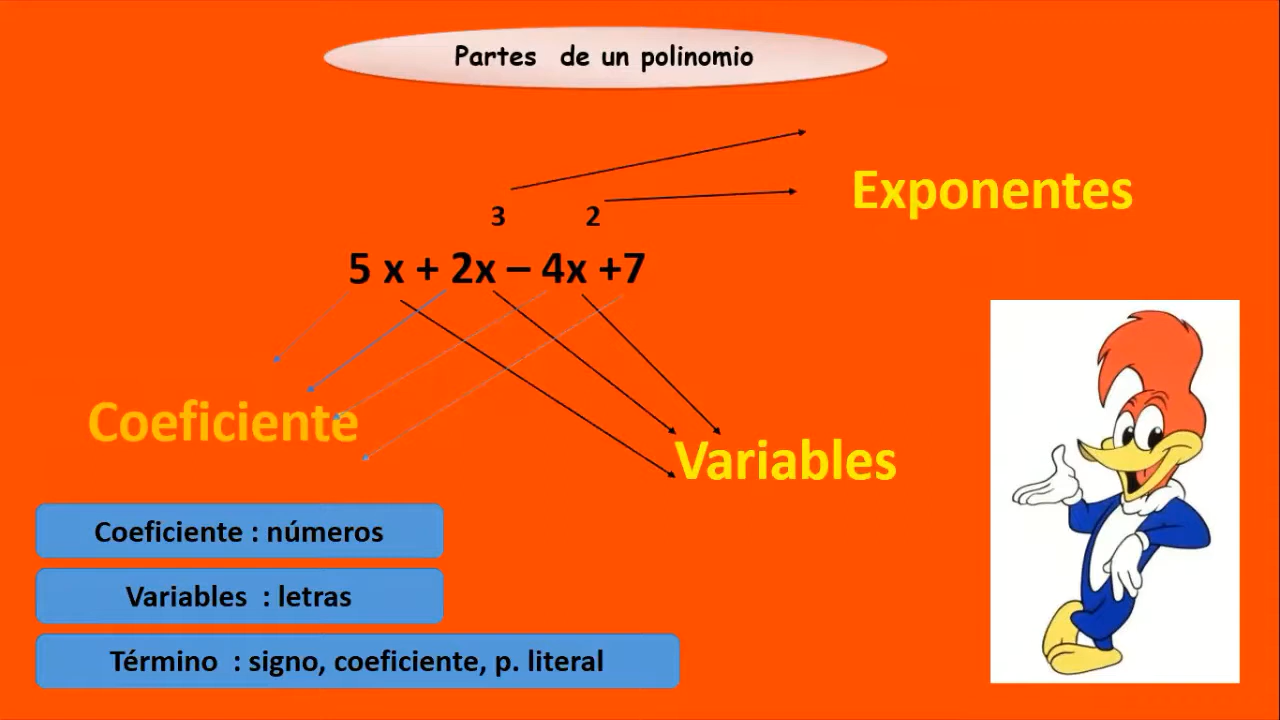 Partes de un polinomio
Exponentes
3 2
5 x + 2x – 4x +7
Coeficiente
Variables
Coeficiente : números
Variables : letras
Término : signo, coeficiente, p. literal